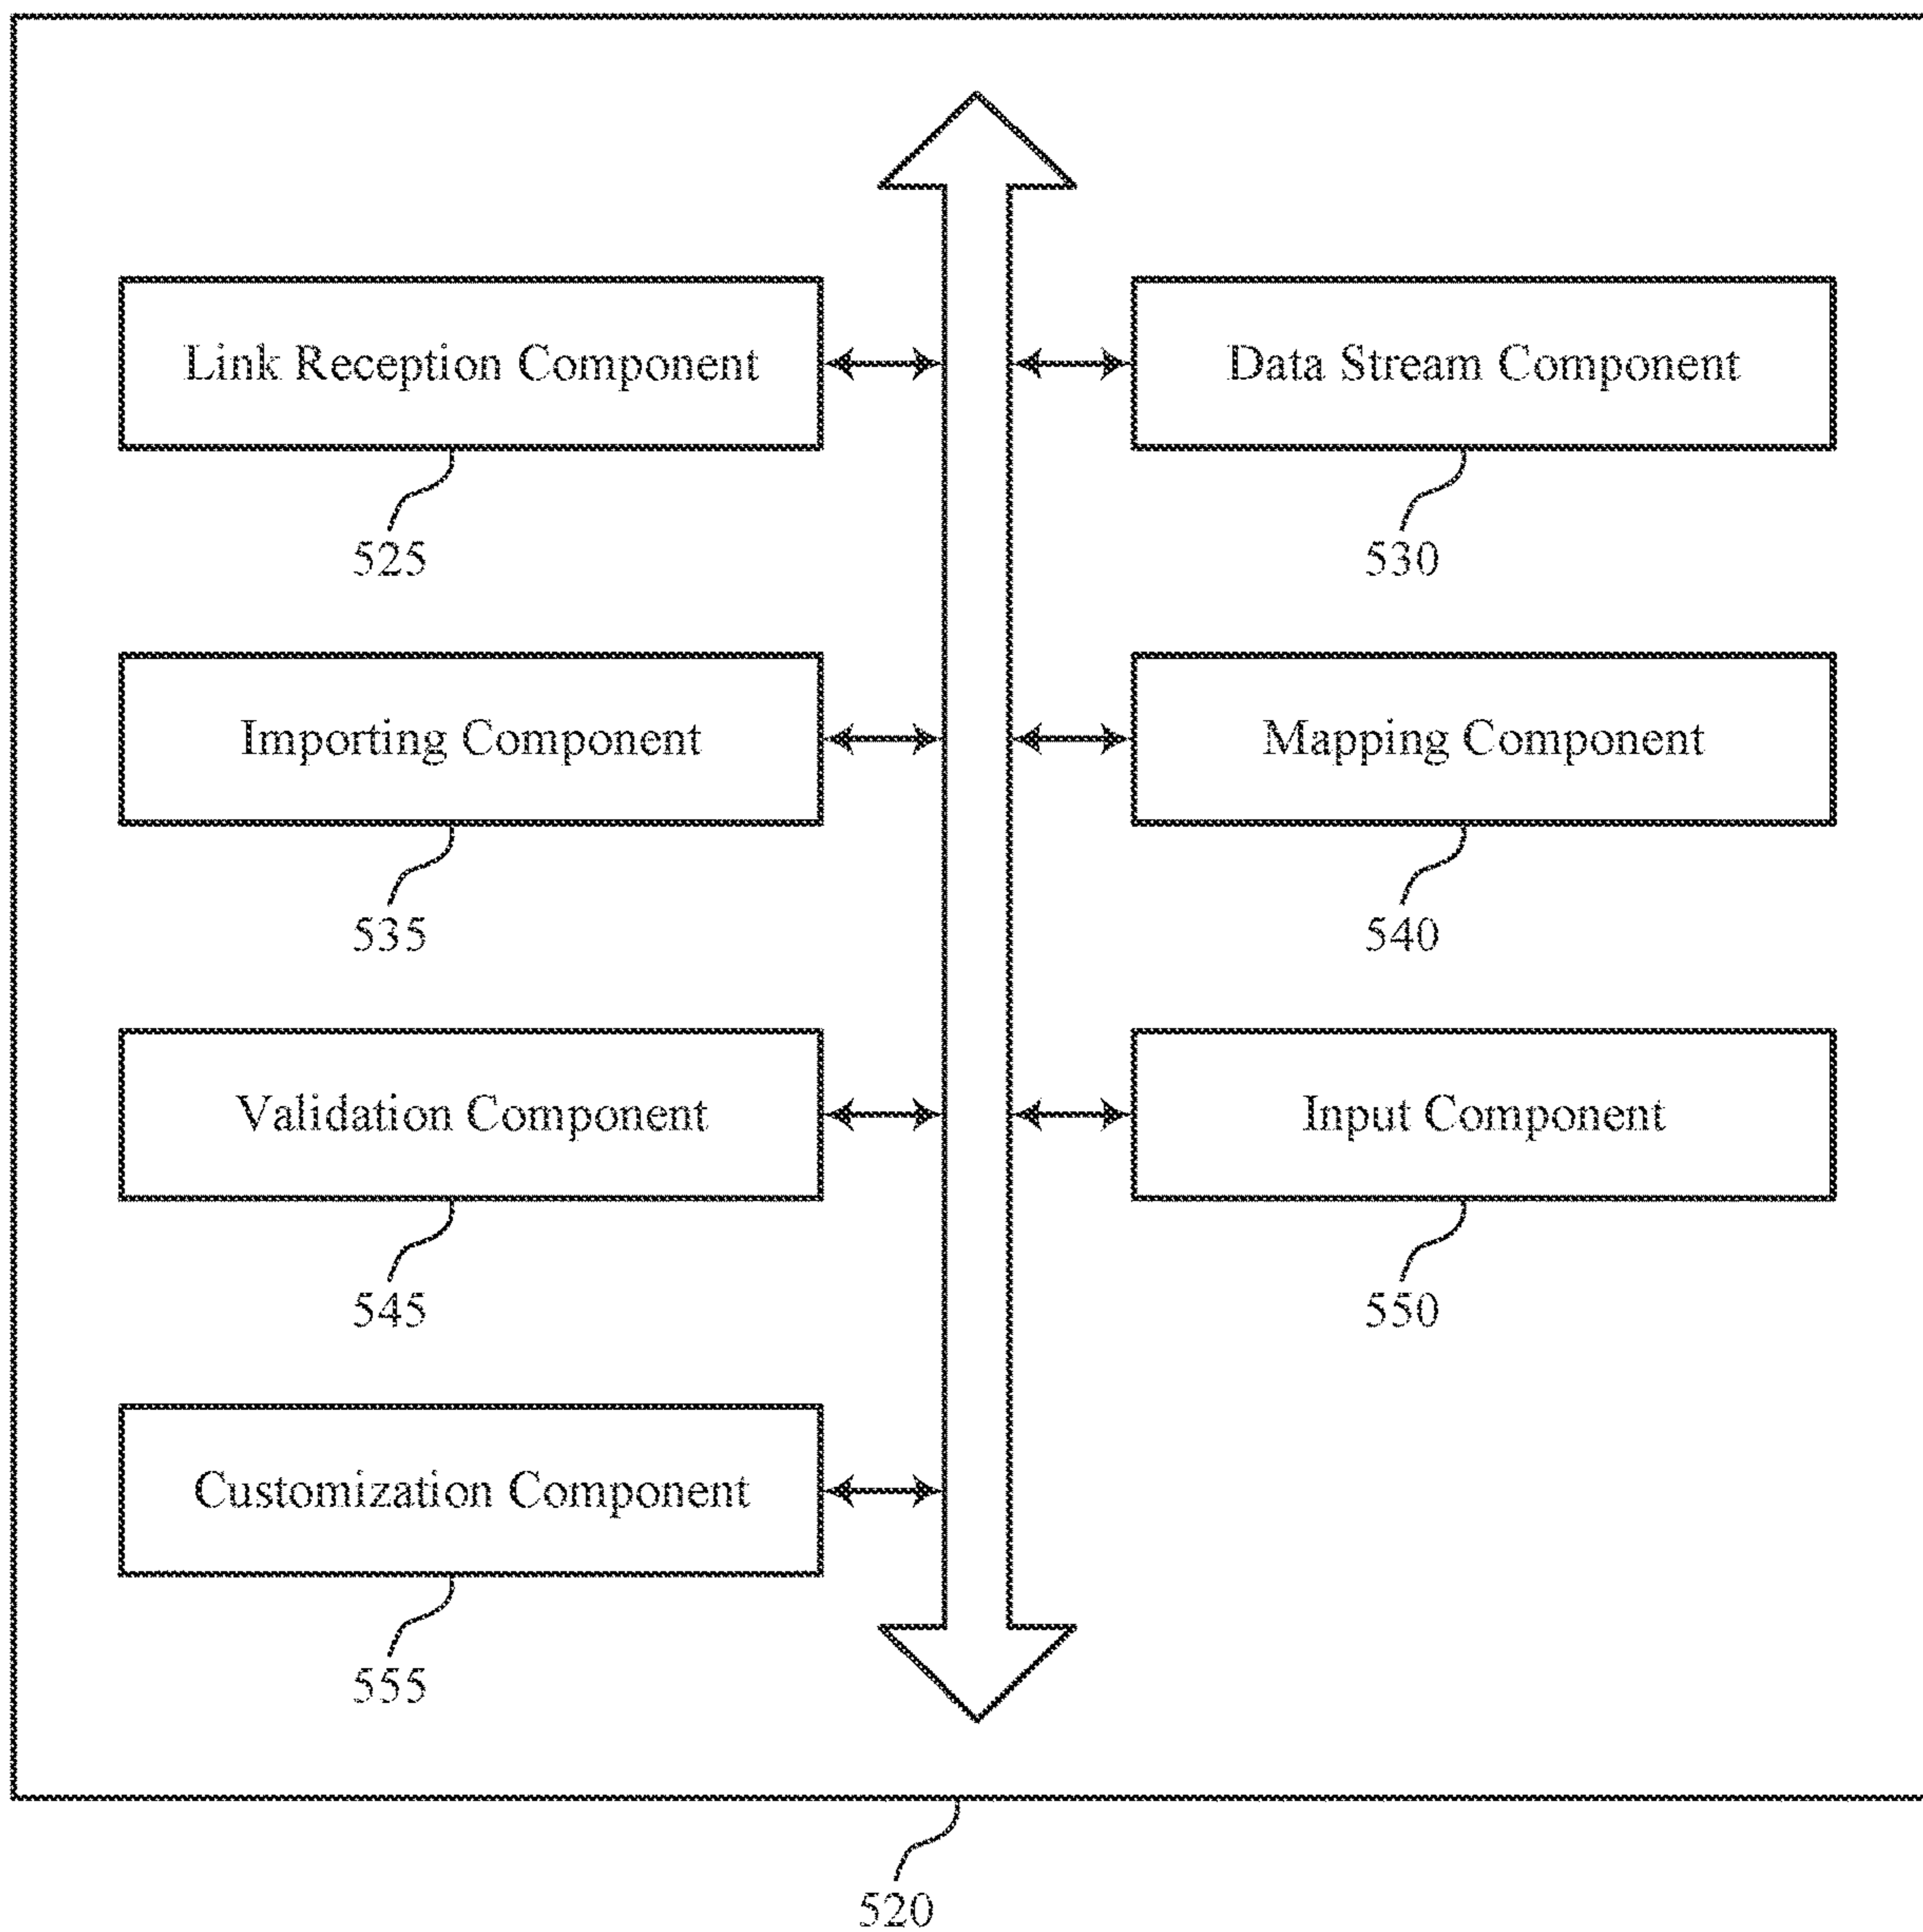 Link Reception Component
Data Stream Component
525
530
Importing Component
Mapping Component
535
540
Validation Component
Input Component
545
550
Customization Component
555
520